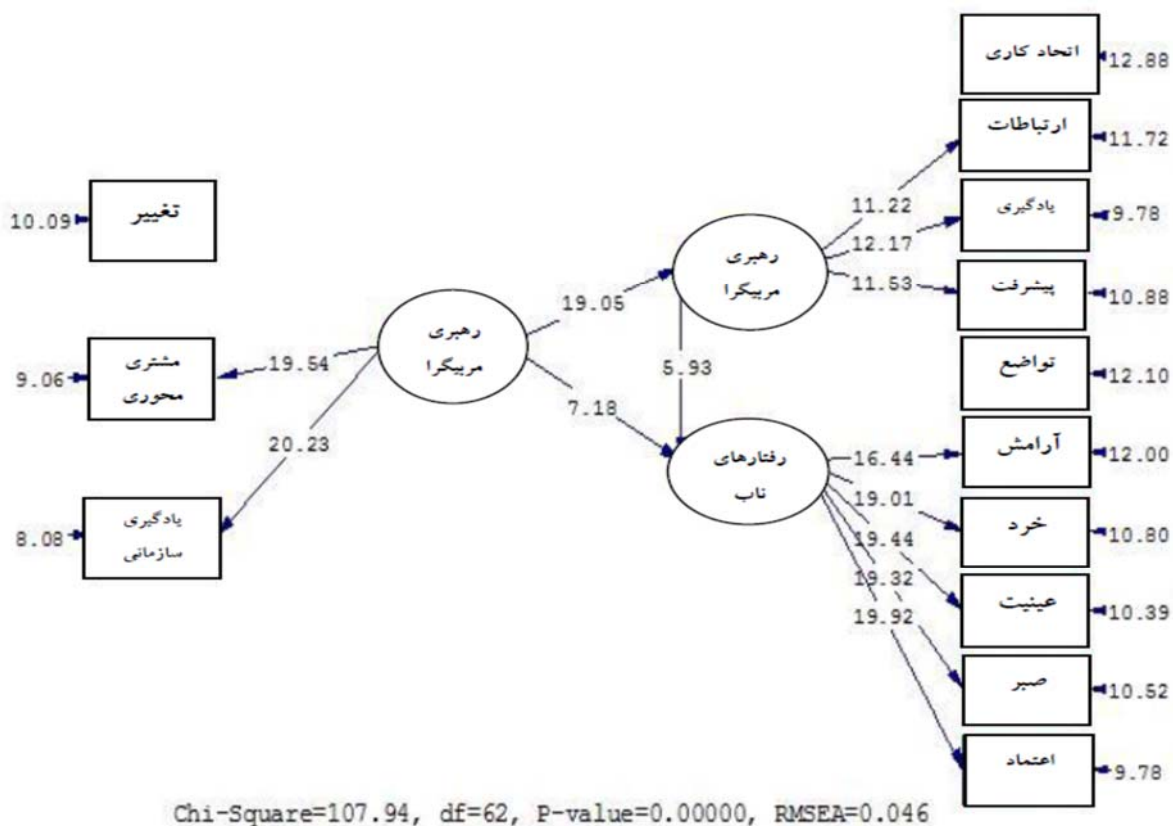 اتحاد کاری
12.88
ارتباطات
11.72
11.22
یادگیری
9.78
12.17
پیشرفت
10.88
11.53
تغییر
10.09
رهبری
مربیگرا
19.05
رهبری
مربیگرا
مشتری
محوری
9.06
19.54
5.93
7.18
تواضع
12.10
20.23
رفتارهای
ناب
آرامش
12.00
16.44
یادگیری
سازمانی
8.08
خرد
10.80
19.01
19.44
عینیت
10.39
19.32
صبر
10.52
19.92
اعتماد
9.78
Chi-Square=107.94, df=62, P-value=0.00000, RMSEA=0.046